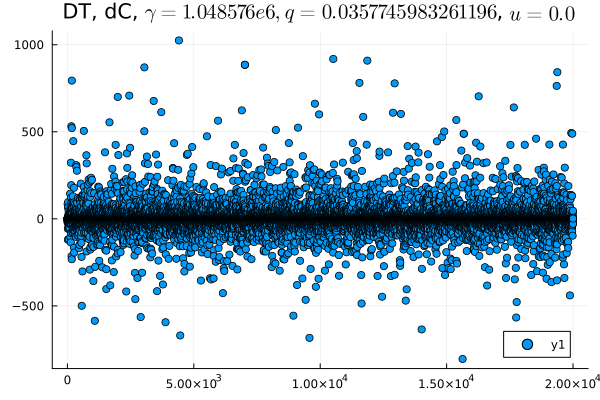 DT, dC, γ = 1.048576e6, q = 0.0357745983261196, u = 0.0
1000
500
0
−500
y1
0 5.00×10³ 1.00×10⁴ 1.50×10⁴ 2.00×10⁴